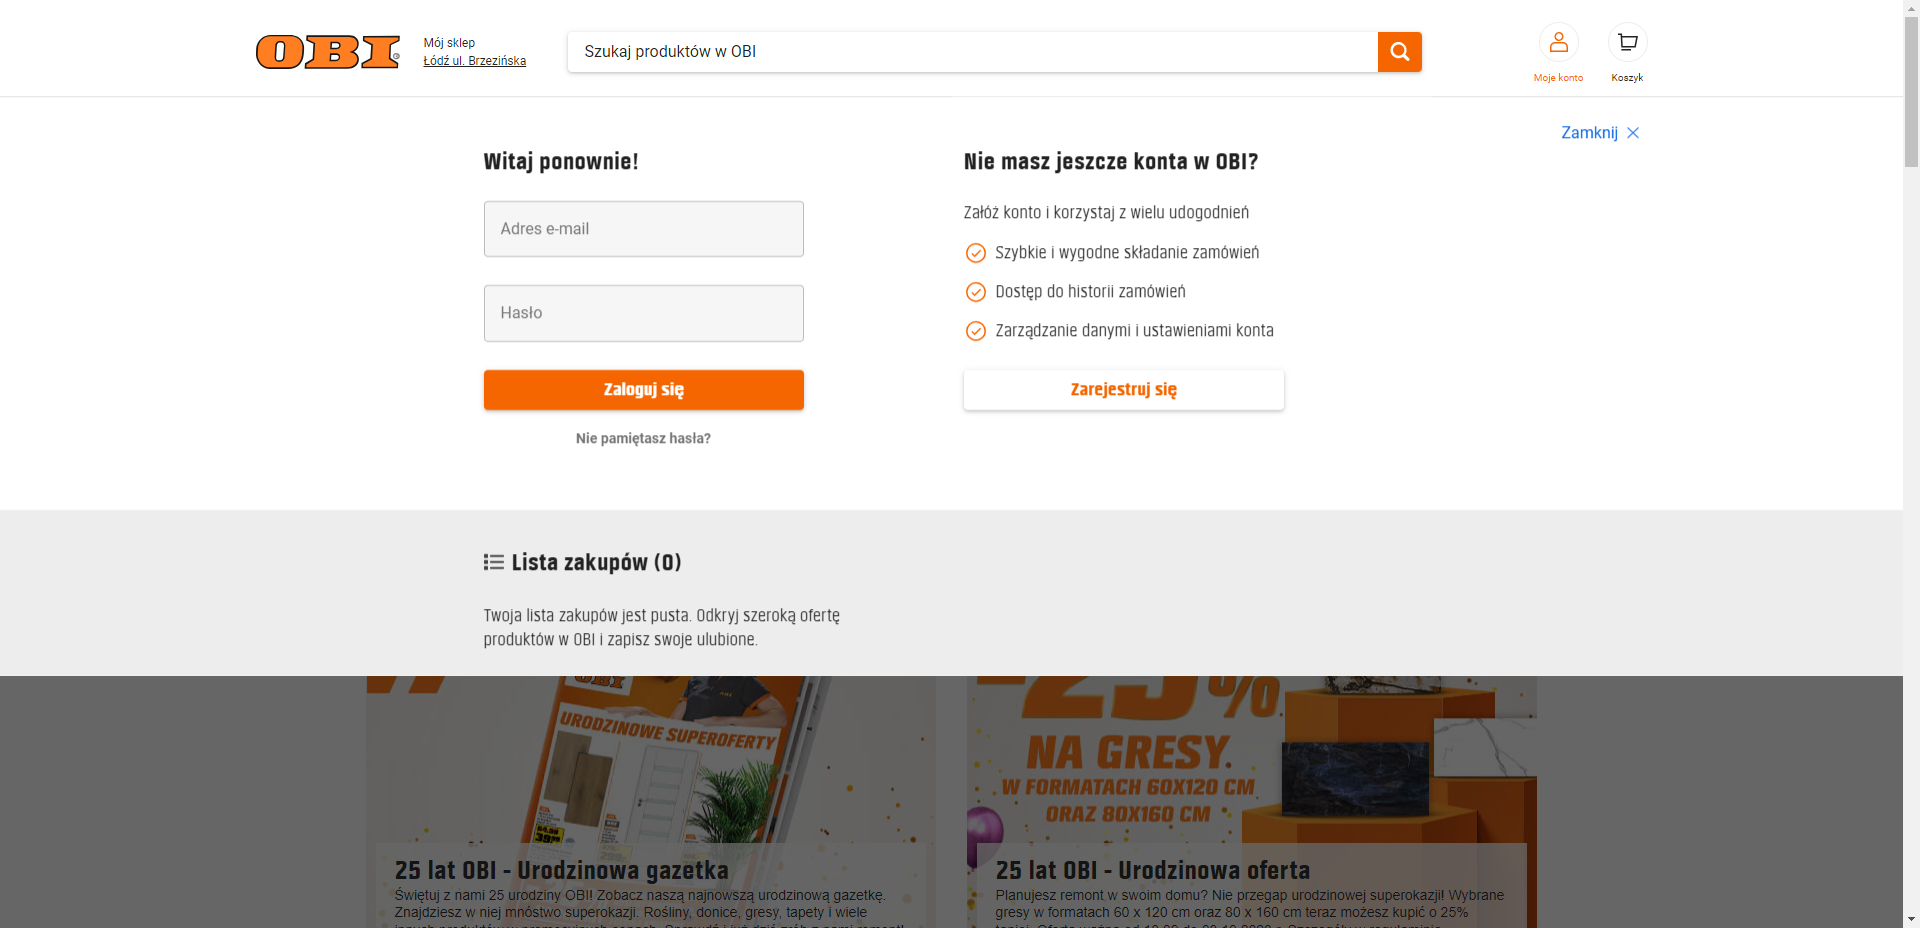 OBI
Mój sklep
Łódź ul. Brzezińska
Szukaj produktów w OBI
Moje konto
Koszyk
Zamknij
Witaj ponownie!
Adres e-mail
Hasło
Zaloguj się
Nie pamiętasz hasła?
Nie masz jeszcze konta w OBI?
Załóż konto i korzystaj z wielu udogodnień
Szybkie i wygodne składanie zamówień
Dostęp do historii zamówień
Zarządzanie danymi i ustawieniami konta
Zarejestruj się
Lista zakupów (0)
Twoja lista zakupów jest pusta. Odkryj szeroką ofertę
produktów w OBI i zapisz swoje ulubione.
OBI
URODZINOWE SUPEROFERTY
25 lat OBI - Urodzinowa gazetka
Świętuj z nami 25 urodziny OBI! Zobacz naszą najnowszą urodzinową gazetkę.
Znajdziesz w niej mnóstwo superokazji. Rośliny, donice, gresy, tapety i wiele
-25%
NA GRESY.
W FORMATACH 60X120 CM
ORAZ 80X160 CM
25 lat OBI - Urodzinowa oferta
Planujesz remont w swoim domu? Nie przegap urodzinowej superokazji! Wybrane
gresy w formatach 60 x 120 cm oraz 80 x 160 cm teraz możesz kupić o 25%